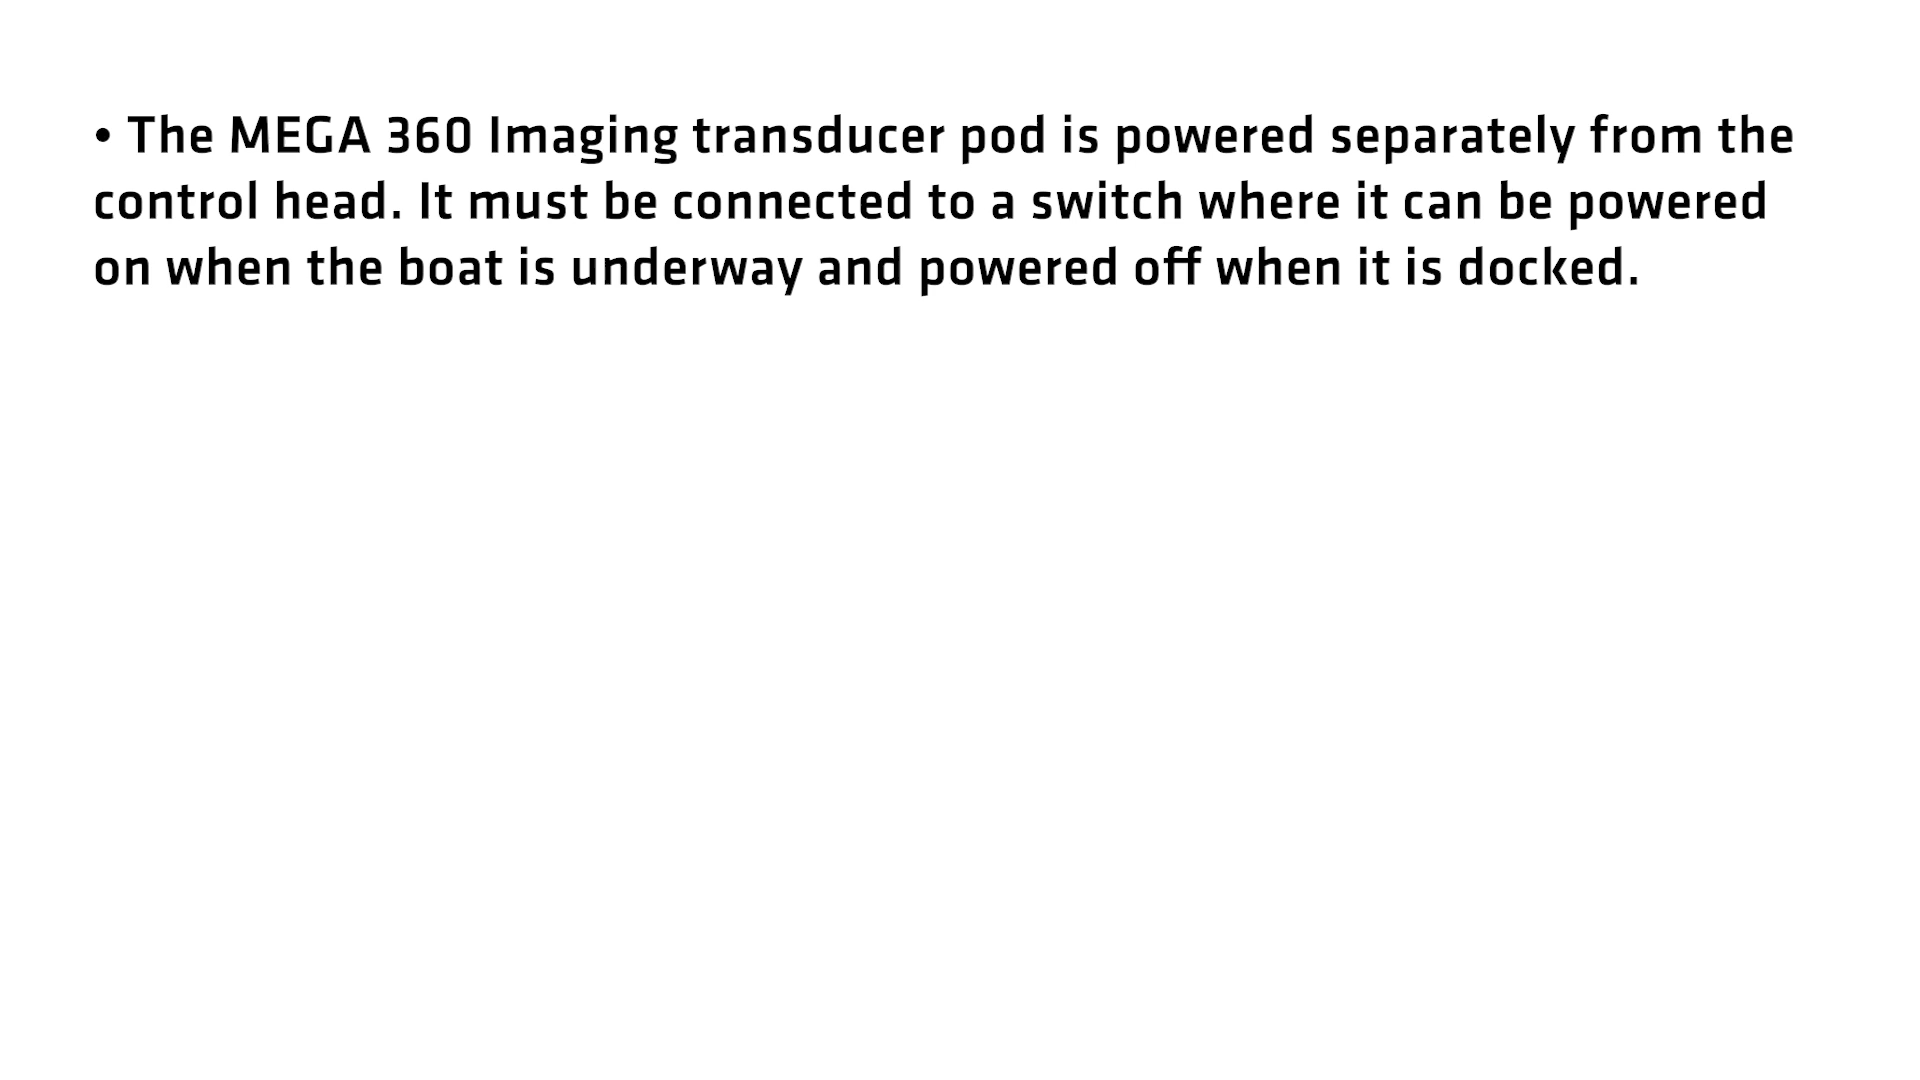 • The MEGA 360 Imaging transducer pod is powered separately from the
control head. It must be connected to a switch where it can be powered
on when the boat is underway and powered off when it is docked.